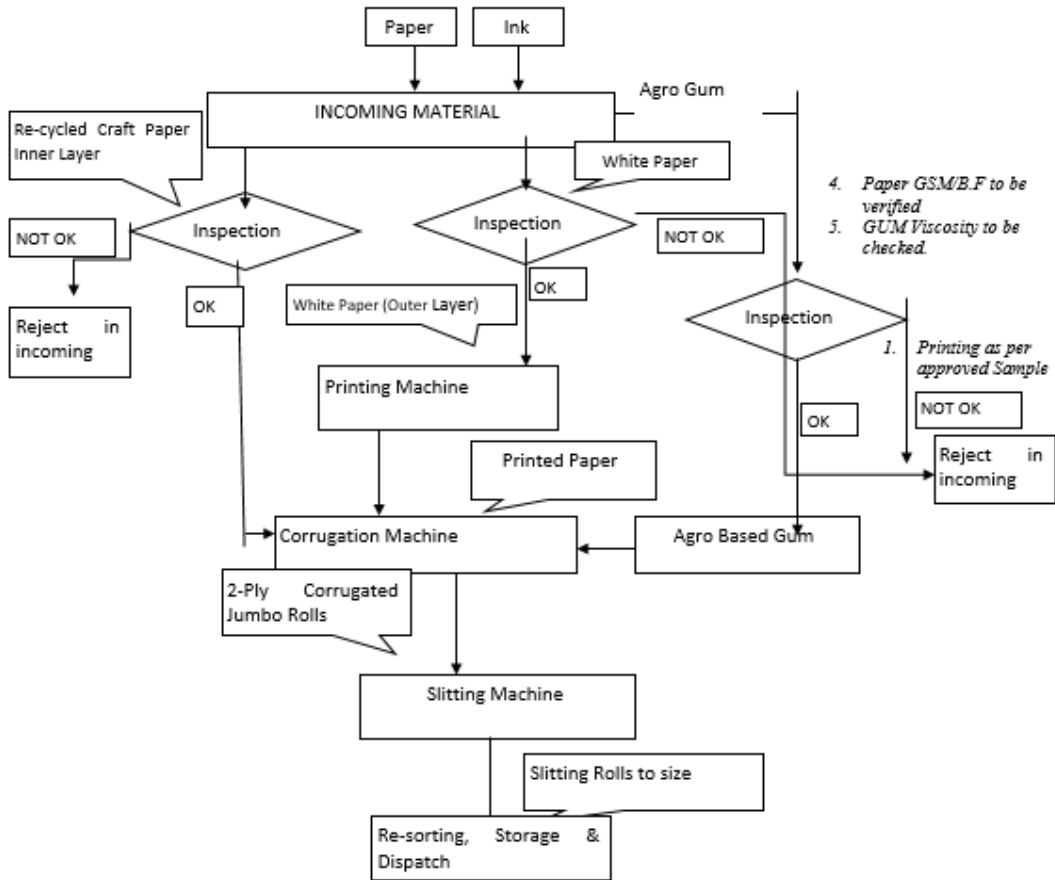 Paper
Ink
Agro Gum
INCOMING MATERIAL
Re-cycled Craft Paper
Inner Layer
White Paper
4. Paper GSM/B.F to be
verified
5. GUM Viscosity to be
checked.
NOT OK
Inspection
Inspection
NOT OK
OK
OK
White Paper (Outer Layer)
Reject in
incoming
Inspection
1. Printing as per
approved Sample
Printing Machine
OK
NOT OK
Printed Paper
Reject in
incoming
Corrugation Machine
Agro Based Gum
2-Ply Corrugated
Jumbo Rolls
Slitting Machine
Slitting Rolls to size
Re-sorting, Storage &
Dispatch